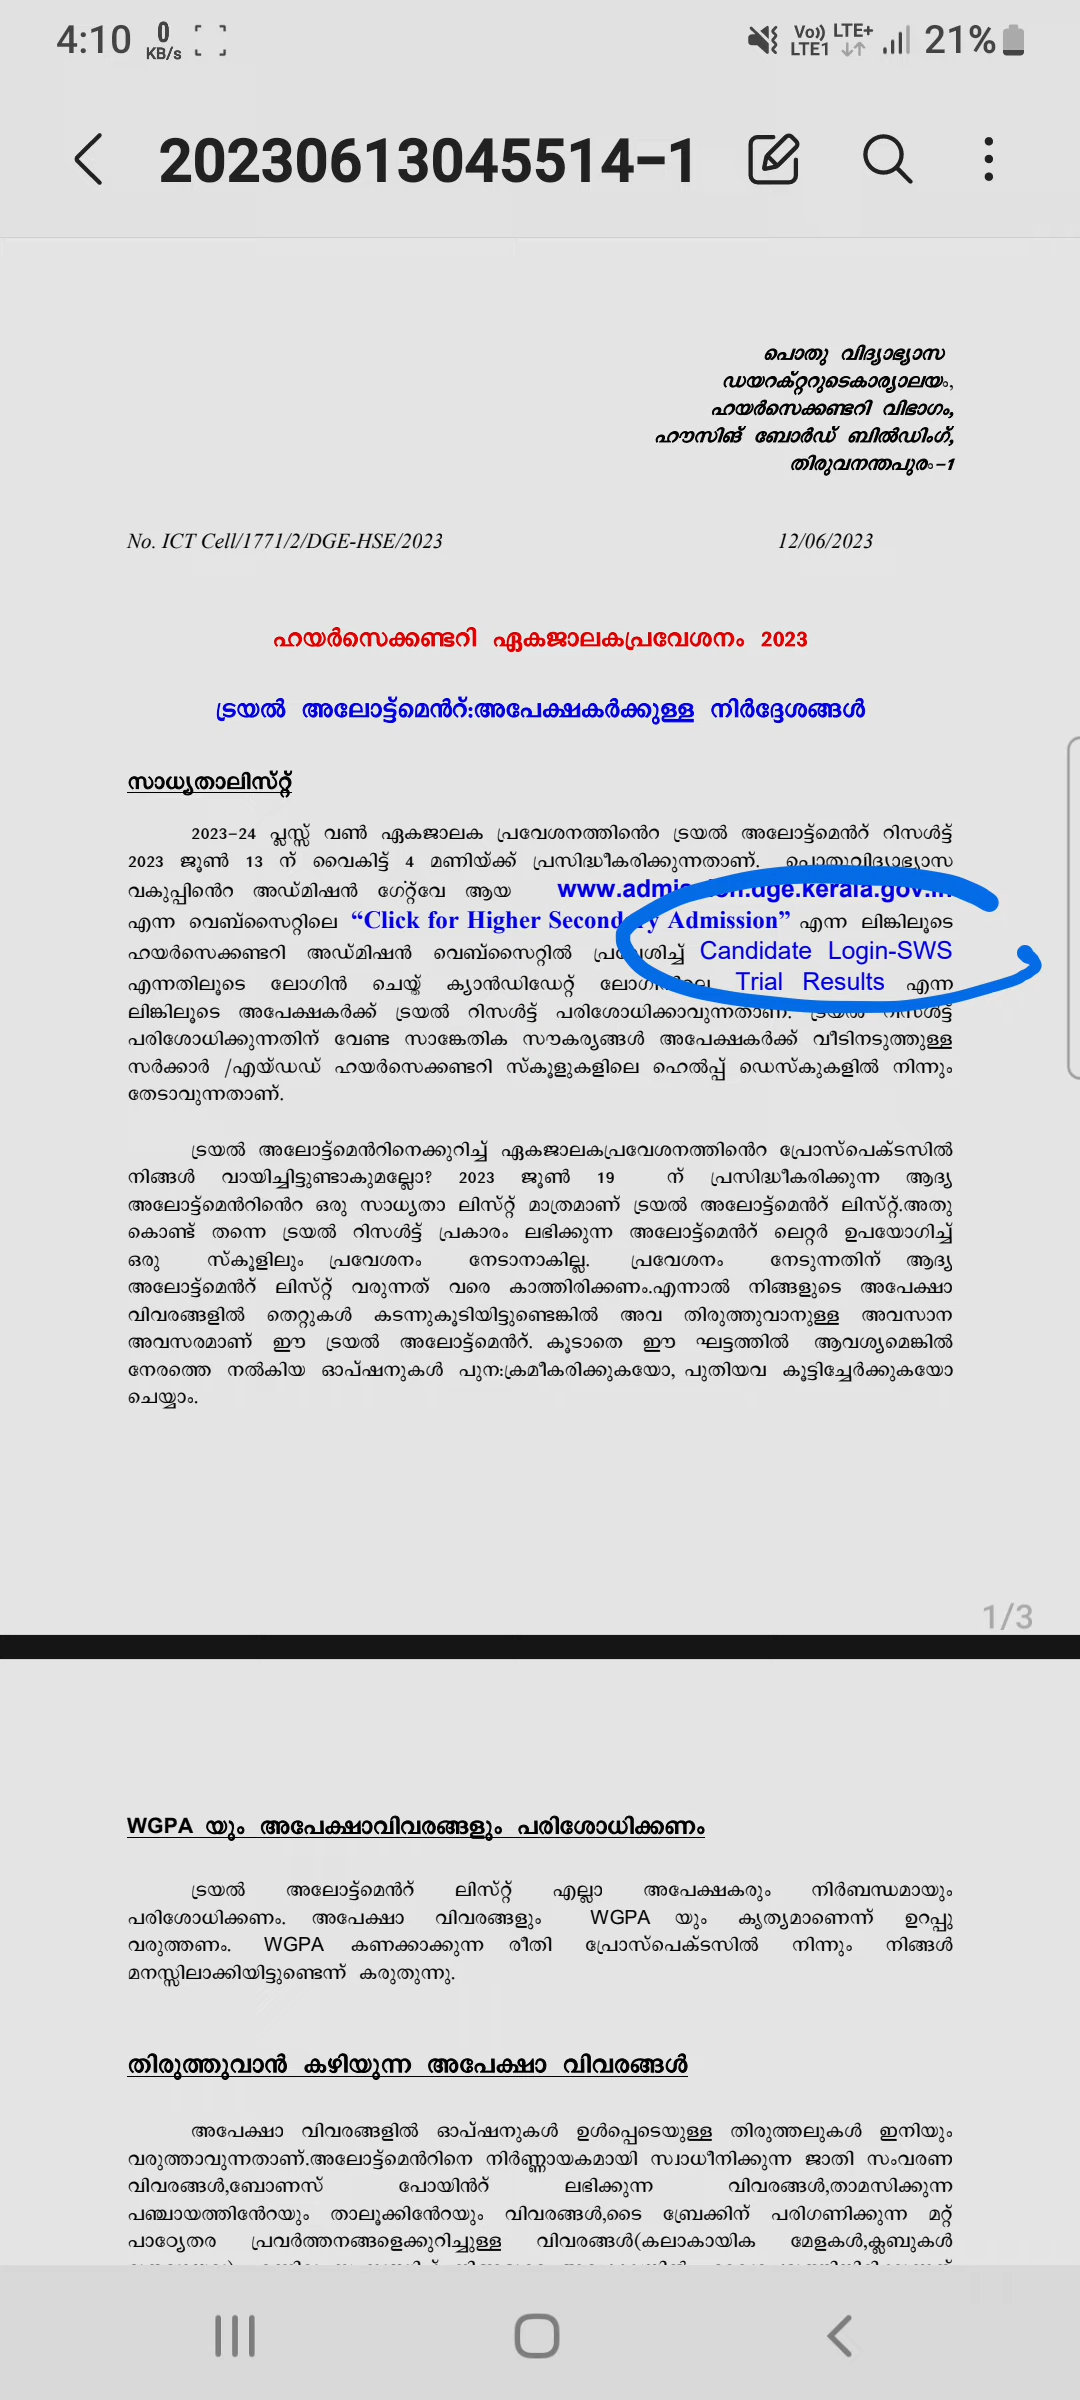 4:10 0 KB/s Vo)) LTE1 LTE+ 21%
20230613045514-1
പൊതു വിദ്യാഭ്യാസ
ഡയറക്റ്ററുടെകാര്യാലയം,
ഹയർസെക്കണ്ടറി വിഭാഗം,
ഹൗസിങ് ബോർഡ് ബിൽഡിംഗ്,
തിരുവനന്തപുരം-1
No. ICT Cell/1771/2/DGE-HSE/2023 12/06/2023
ഹയർസെക്കണ്ടറി ഏകജാലകപ്രവേശനം 2023
ട്രയൽ അലോട്ട്മെൻറ്:അപേക്ഷകർക്കുള്ള നിർദ്ദേശങ്ങൾ
സാധ്യതാലിസ്റ്റ്
2023-24 പ്ലസ്സ് വൺ ഏകജാലക പ്രവേശനത്തിൻെറ ട്രയൽ അലോട്ട്മെൻറ് റിസൾട്ട്
2023 ജൂൺ 13 ന് വൈകിട്ട് 4 മണിയ്ക്ക് പ്രസിദ്ധീകരിക്കുന്നതാണ്. പൊതുവിദ്യാഭ്യാസ
വകുപ്പിൻെറ അഡ്മിഷൻ ഗേറ്റ്വേ ആയ www.admission.dge.kerala.gov.in
എന്ന വെബ്സൈറ്റിലെ “Click for Higher Secondary Admission” എന്ന ലിങ്കിലൂടെ
ഹയർസെക്കണ്ടറി അഡ്മിഷൻ വെബ്സൈറ്റിൽ പ്രവേശിച്ച് Candidate Login-SWS
എന്നതിലൂടെ ലോഗിൻ ചെയ്ത് ക്യാൻഡിഡേറ്റ് ലോഗിനിലെ Trial Results എന്ന
ലിങ്കിലൂടെ അപേക്ഷകർക്ക് ട്രയൽ റിസൾട്ട് പരിശോധിക്കാവുന്നതാണ്. ട്രയൽ റിസൾട്ട്
പരിശോധിക്കുന്നതിന് വേണ്ട സാങ്കേതിക സൗകര്യങ്ങൾ അപേക്ഷകർക്ക് വീടിനടുത്തുള്ള
സർക്കാർ /എയ്ഡഡ് ഹയർസെക്കണ്ടറി സ്കൂളുകളിലെ ഹെൽപ്പ് ഡെസ്കുകളിൽ നിന്നും
തേടാവുന്നതാണ്.
ട്രയൽ അലോട്ട്മെൻറിനെക്കുറിച്ച് ഏകജാലകപ്രവേശനത്തിൻെറ പ്രോസ്പെക്ടസിൽ
നിങ്ങൾ വായിച്ചിട്ടുണ്ടാകുമല്ലോ? 2023 ജൂൺ 19 ന് പ്രസിദ്ധീകരിക്കുന്ന ആദ്യ
അലോട്ട്മെൻറിൻെറ ഒരു സാധ്യതാ ലിസ്റ്റ് മാത്രമാണ് ട്രയൽ അലോട്ട്മെൻറ് ലിസ്റ്റ്.അതു
കൊണ്ട് തന്നെ ട്രയൽ റിസൾട്ട് പ്രകാരം ലഭിക്കുന്ന അലോട്ട്മെൻറ് ലെറ്റർ ഉപയോഗിച്ച്
ഒരു സ്കൂളിലും പ്രവേശനം നേടാനാകില്ല. പ്രവേശനം നേടുന്നതിന് ആദ്യ
അലോട്ട്മെൻറ് ലിസ്റ്റ് വരുന്നത് വരെ കാത്തിരിക്കണം.എന്നാൽ നിങ്ങളുടെ അപേക്ഷാ
വിവരങ്ങളിൽ തെറ്റുകൾ കടന്നുകൂടിയിട്ടുണ്ടെങ്കിൽ അവ തിരുത്തുവാനുള്ള അവസാന
അവസരമാണ് ഈ ട്രയൽ അലോട്ട്മെൻറ്. കൂടാതെ ഈ ഘട്ടത്തിൽ ആവശ്യമെങ്കിൽ
നേരത്തെ നൽകിയ ഓപ്ഷനുകൾ പുന:ക്രമീകരിക്കുകയോ, പുതിയവ കൂട്ടിച്ചേർക്കുകയോ
ചെയ്യാം.
1/3
WGPA യും അപേക്ഷാവിവരങ്ങളും പരിശോധിക്കണം
ട്രയൽ അലോട്ട്മെൻറ് ലിസ്റ്റ് എല്ലാ അപേക്ഷകരും നിർബന്ധമായും
പരിശോധിക്കണം. അപേക്ഷാ വിവരങ്ങളും WGPA യും കൃത്യമാണെന്ന് ഉറപ്പു
വരുത്തണം. WGPA കണക്കാക്കുന്ന രീതി പ്രോസ്പെക്ടസിൽ നിന്നും നിങ്ങൾ
മനസ്സിലാക്കിയിട്ടുണ്ടെന്ന് കരുതുന്നു.
തിരുത്തുവാൻ കഴിയുന്ന അപേക്ഷാ വിവരങ്ങൾ
അപേക്ഷാ വിവരങ്ങളിൽ ഓപ്ഷനുകൾ ഉൾപ്പെടെയുള്ള തിരുത്തലുകൾ ഇനിയും
വരുത്താവുന്നതാണ്.അലോട്ട്മെൻറിനെ നിർണ്ണായകമായി സ്വാധീനിക്കുന്ന ജാതി സംവരണ
വിവരങ്ങൾ,ബോണസ് പോയിൻറ് ലഭിക്കുന്ന വിവരങ്ങൾ,താമസിക്കുന്ന
പഞ്ചായത്തിൻേറയും താലൂക്കിൻേറയും വിവരങ്ങൾ,ടൈ ബ്രേക്കിന് പരിഗണിക്കുന്ന മറ്റ്
പാഠ്യേതര പ്രവർത്തനങ്ങളെക്കുറിച്ചുള്ള വിവരങ്ങൾ(കലാകായിക മേളകൾ,ക്ലബുകൾ